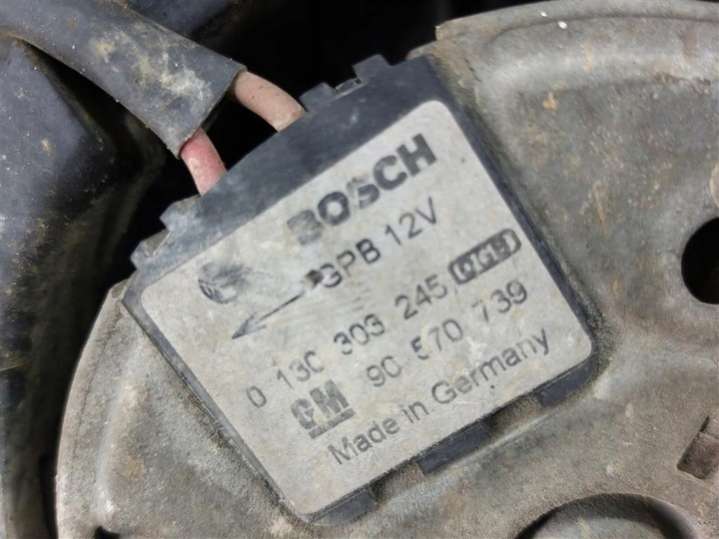 BOSCH
GPB 12V
0 130 303 245
GM 90 570 739
Made in Germany